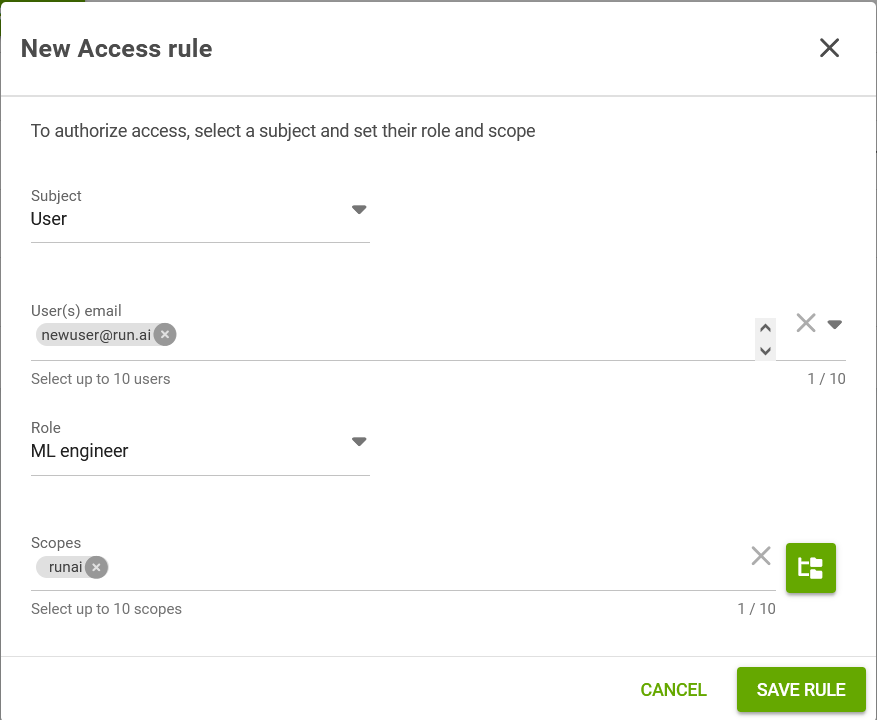 New Access rule
To authorize access, select a subject and set their role and scope
Subject
User
User(s) email
newuser@run.ai
Select up to 10 users
1 / 10
Role
ML engineer
Scopes
runai
Select up to 10 scopes
1 / 10
CANCEL
SAVE RULE